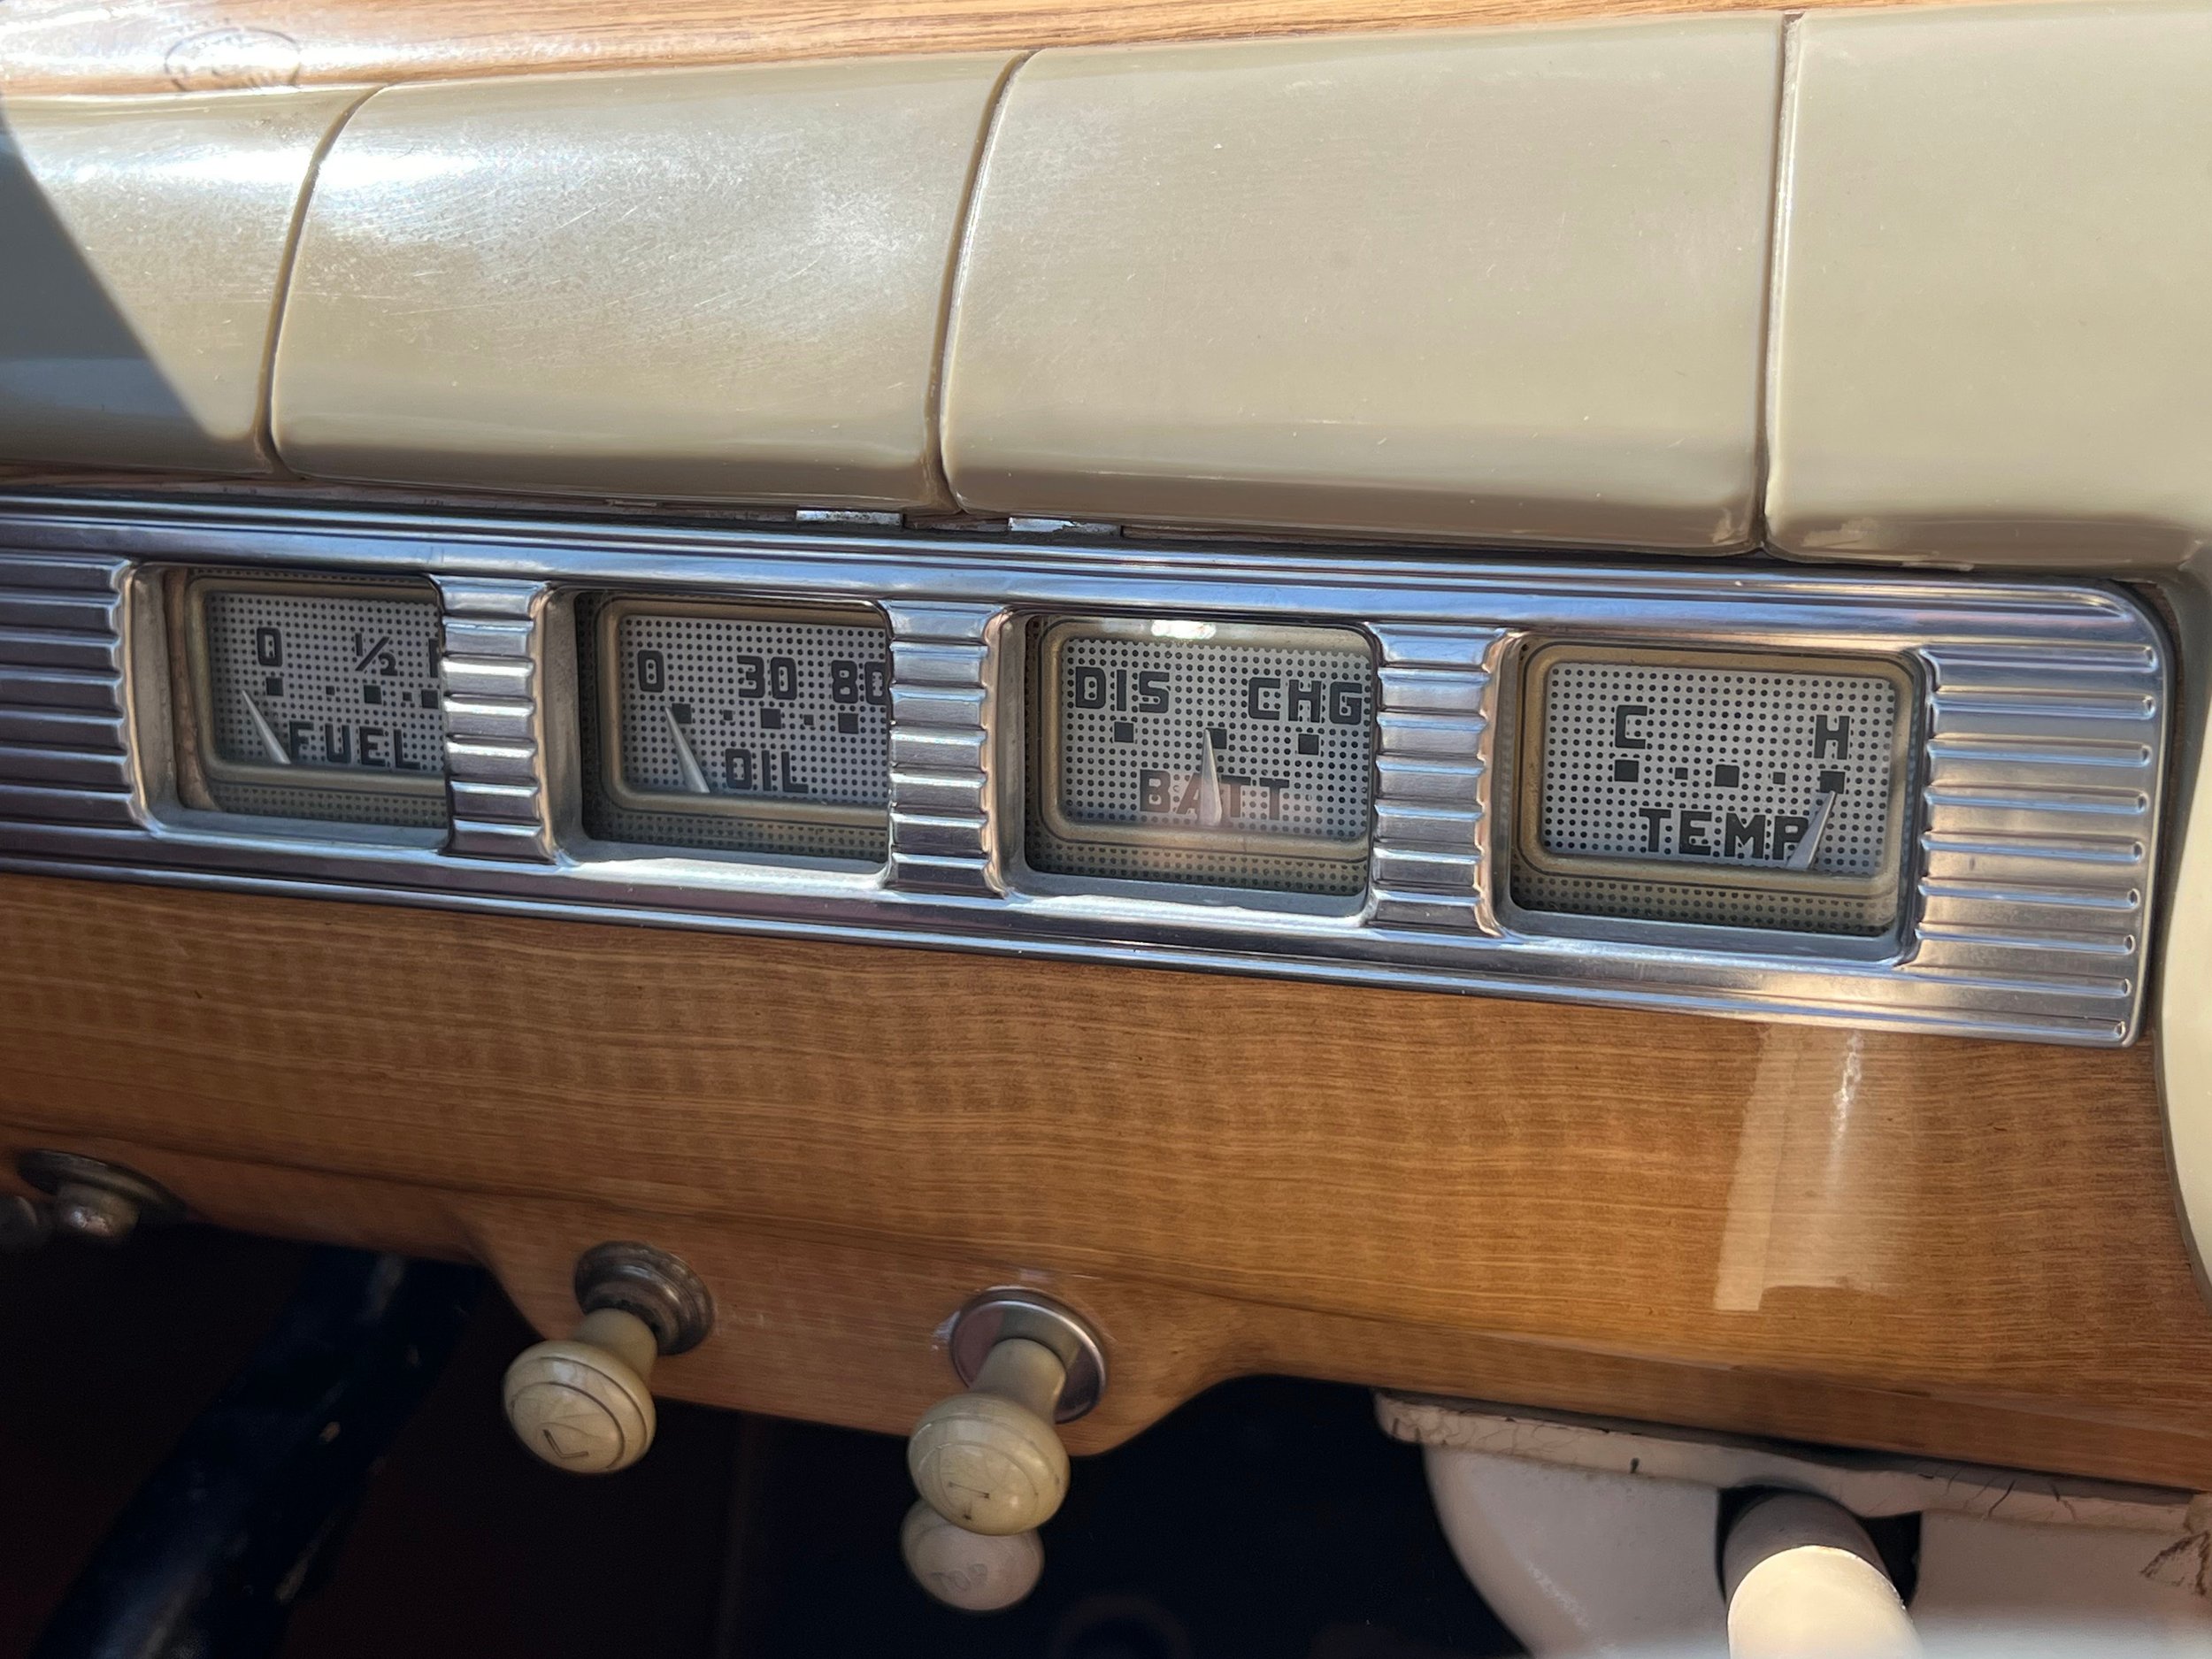 0 1/2
FUEL
0 30 80
OIL
DIS CHG
BATT
C H
TEMP
L